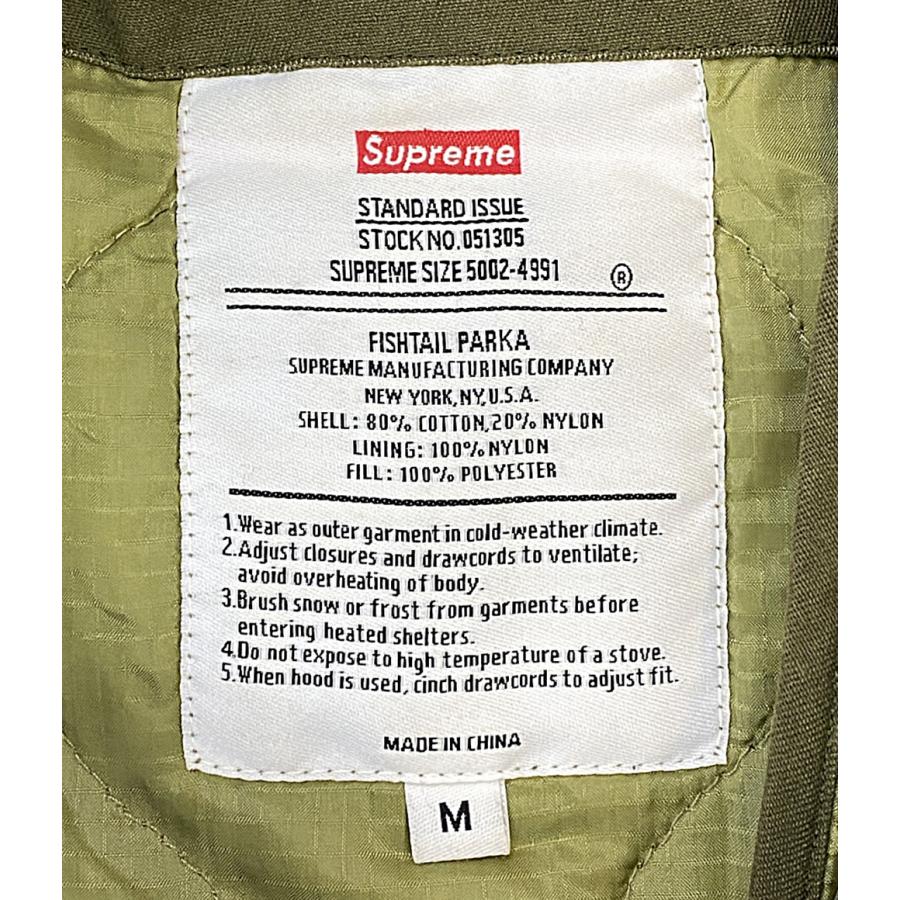 Supreme
STANDARD ISSUE
STOCK NO. 051305
SUPREME SIZE 5002-4991 ®
FISHTAIL PARKA
SUPREME MANUFACTURING COMPANY
NEW YORK, NY, U.S.A.
SHELL: 80% COTTON, 20% NYLON
LINING: 100% NYLON
FILL: 100% POLYESTER
1. Wear as outer garment in cold-weather climate.
2. Adjust closures and drawcords to ventilate;
avoid overheating of body.
3. Brush snow or frost from garments before
entering heated shelters.
4. Do not expose to high temperature of a stove.
5. When hood is used, cinch drawcords to adjust fit.
MADE IN CHINA
M